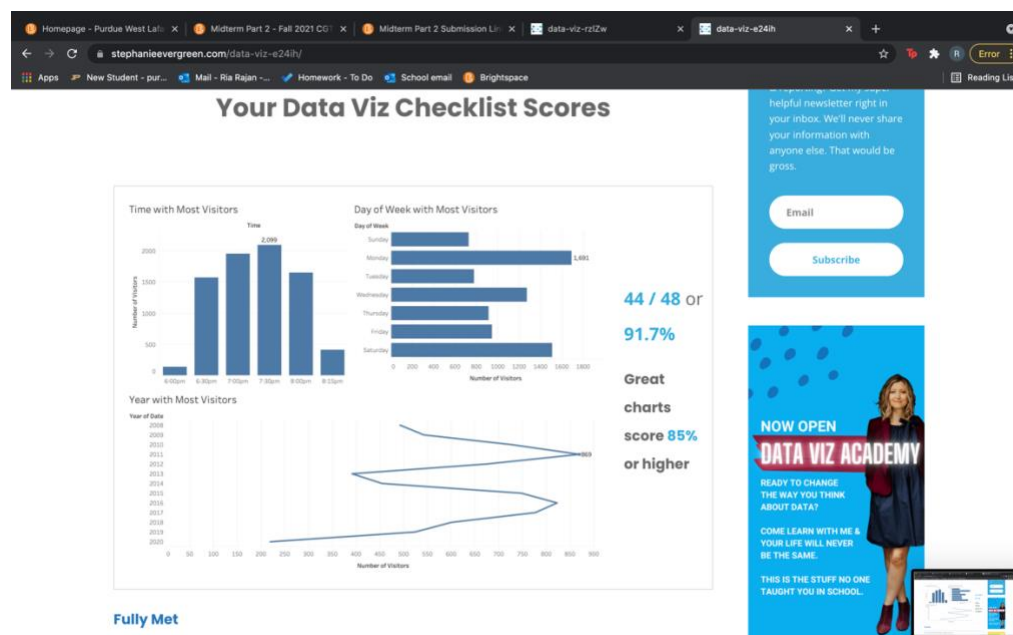 Homepage - Purdue West Lafa
Midterm Part 2 - Fall 2021 CGT
Midterm Part 2 Submission Lin
data-viz-rzlZw
data-viz-e24ih
stephanieevergreen.com/data-viz-e24ih/
Error
Apps
New Student - pur...
Mail - Ria Rajan -...
Homework - To Do
School email
Brightspace
Reading Lis
Your Data Viz Checklist Scores
helpful newsletter right in
your inbox. We'll never share
your information with
anyone else. That would be
gross.
Email
Subscribe
Time with Most Visitors
Time
2,099
2000
1500
1000
500
0
Number of Visitors
6:00pm 6:30pm 7:00pm 7:30pm 8:00pm 8:15pm
Day of Week with Most Visitors
Day of Week
Sunday
Monday
1,691
Tuesday
Wednesday
Thursday
Friday
Saturday
0 200 400 600 800 1000 1200 1400 1600 1800
Number of Visitors
Year with Most Visitors
Year of Date
2008
2009
2010
2011
869
2012
2013
2014
2015
2016
2017
2018
2019
2020
0 50 100 150 200 250 300 350 400 450 500 550 600 650 700 750 800 850 900
Number of Visitors
44 / 48 or
91.7%
Great
charts
score 85%
or higher
NOW OPEN
DATA VIZ ACADEMY
READY TO CHANGE
THE WAY YOU THINK
ABOUT DATA?
COME LEARN WITH ME &
YOUR LIFE WILL NEVER
BE THE SAME.
THIS IS THE STUFF NO ONE
TAUGHT YOU IN SCHOOL.
Fully Met